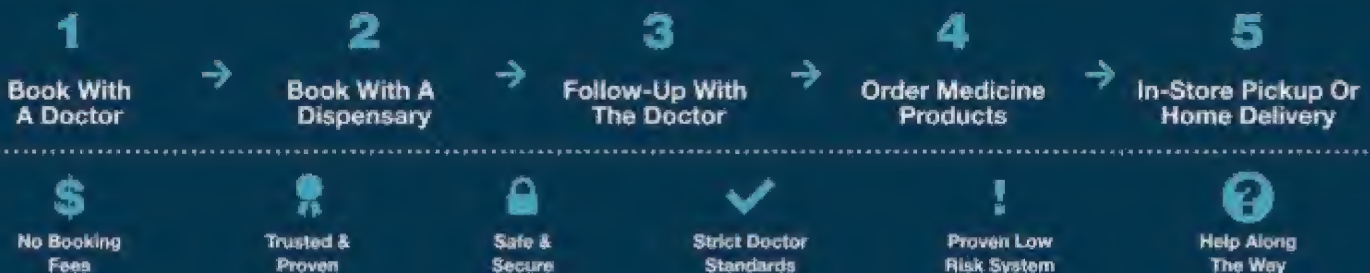 1
2
3
4
5
Book With
A Doctor
Book With A
Dispensary
Follow-Up With
The Doctor
Order Medicine
Products
In-Store Pickup Or
Home Delivery
$
!
?
No Booking
Fees
Trusted &
Proven
Safe &
Secure
Strict Doctor
Standards
Proven Low
Risk System
Help Along
The Way